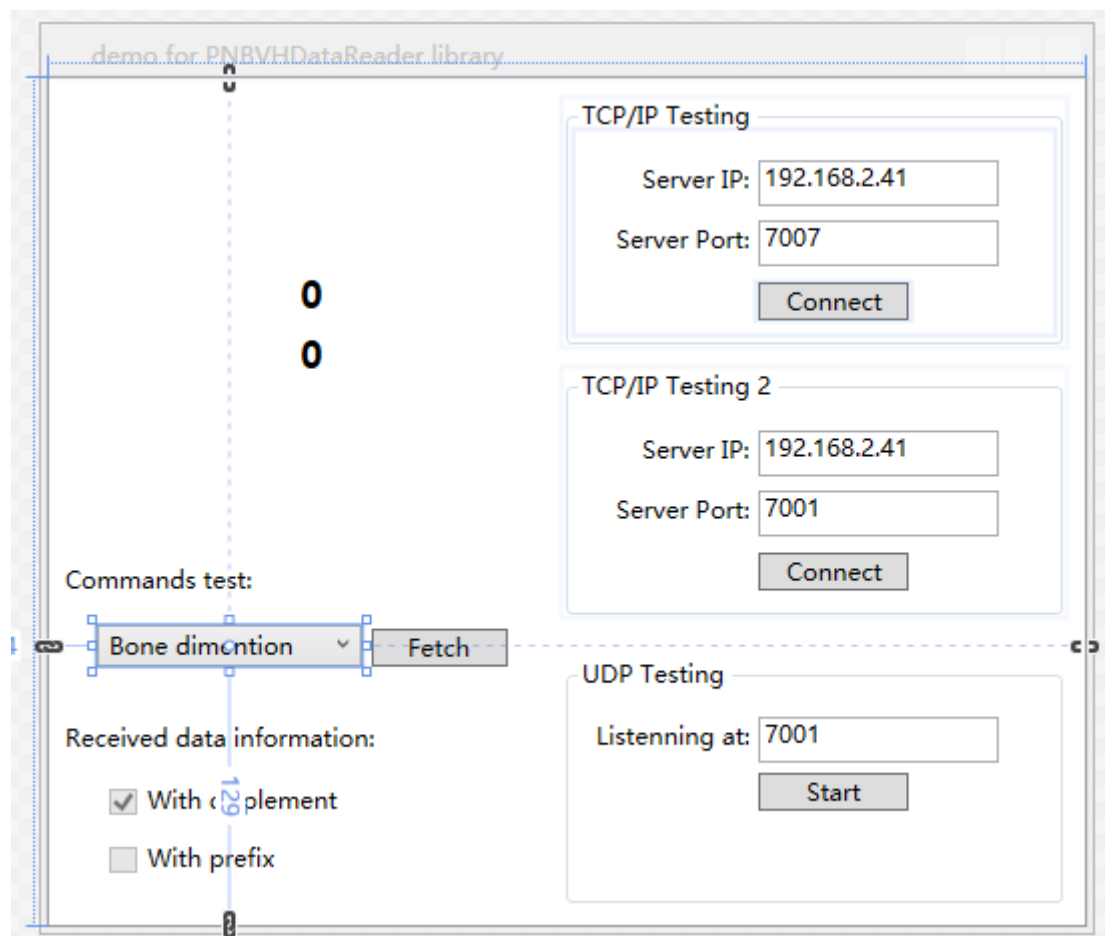 demo for PNBVHDataReader library
TCP/IP Testing
Server IP: 192.168.2.41
Server Port: 7007
Connect
0
0
TCP/IP Testing 2
Server IP: 192.168.2.41
Server Port: 7001
Connect
Commands test:
Bone dimention
Fetch
UDP Testing
Listenning at: 7001
Start
Received data information:
With plement
129
With prefix